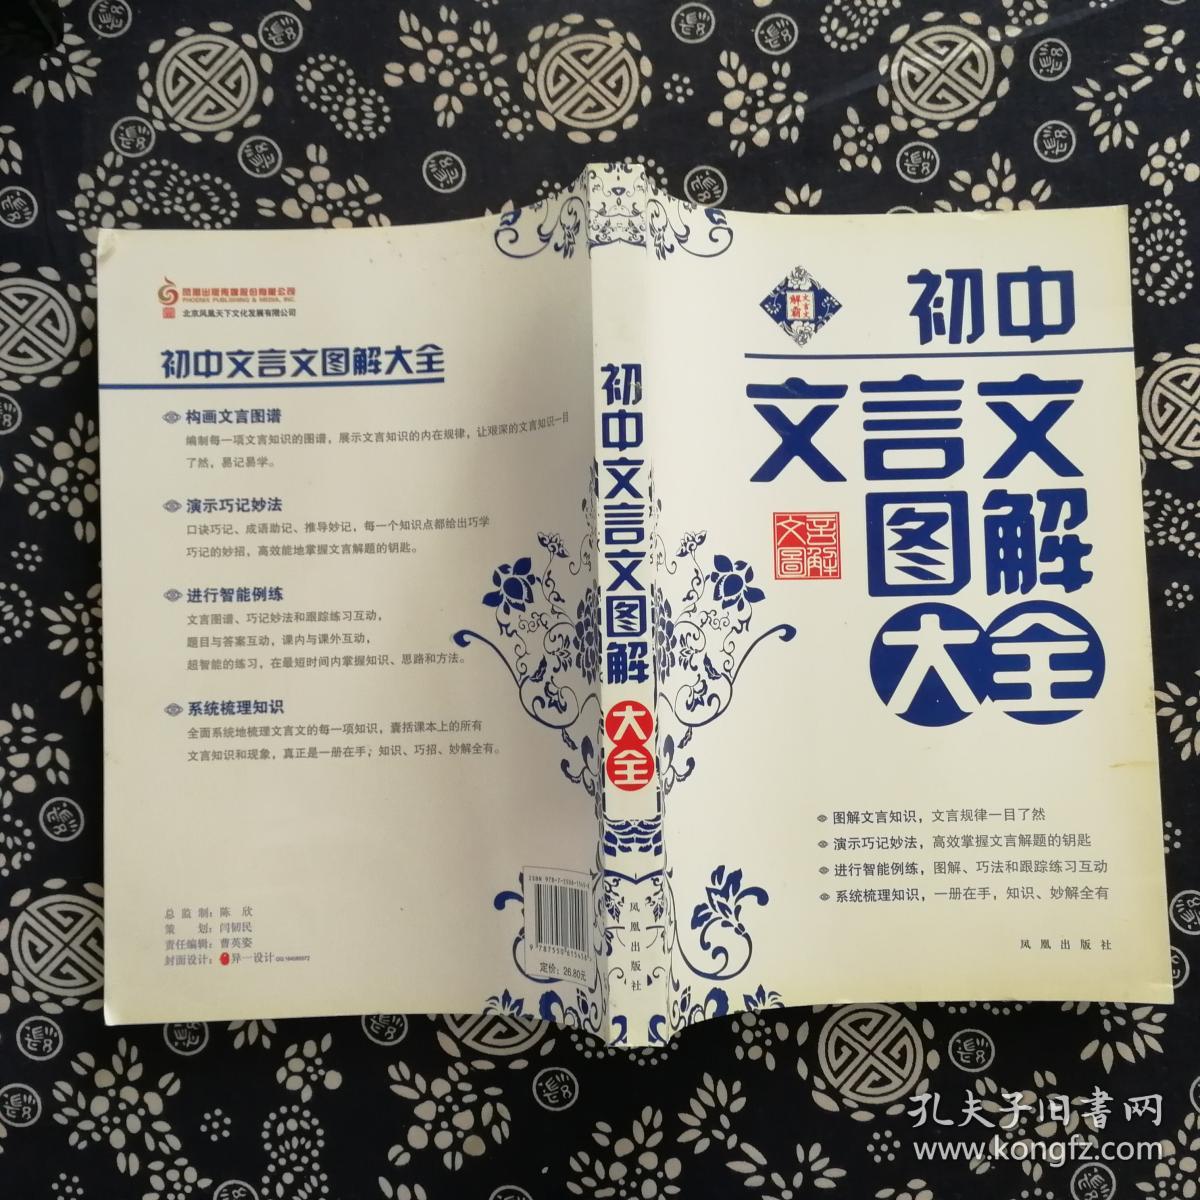 凤凰出版传媒股份有限公司
PHOENIX PUBLISHING & MEDIA, INC.
北京凤凰天下文化发展有限公司
初中文言文图解大全
构画文言图谱
编制每一项文言知识的图谱，展示文言知识的内在规律，让艰深的文言知识一目
了然，易记易学。
演示巧记妙法
口诀巧记、成语助记、推导妙记，每一个知识点都给出巧学
巧记的妙招，高效能地掌握文言解题的钥匙。
进行智能例练
文言图谱、巧记妙法和跟踪练习互动，
题目与答案互动，课内与课外互动，
超智能的练习，在最短时间内掌握知识、思路和方法。
系统梳理知识
全面系统地梳理文言文的每一项知识，囊括课本上的所有
文言知识和现象，真正是一册在手，知识、巧招、妙解全有。
总监制：陈欣
策划：闫韧民
责任编辑：曹英姿
封面设计：异一设计
定价：26.80元
初中文言文图解
大全
凤凰出版社
文言文
解霸
初中
文言文
图解
大全
言解
文圖
图解文言知识，文言规律一目了然
演示巧记妙法，高效掌握文言解题的钥匙
进行智能例练，图解、巧法和跟踪练习互动
系统梳理知识，一册在手，知识、妙解全有
凤凰出版社
孔夫子旧书网
www.kongfz.com